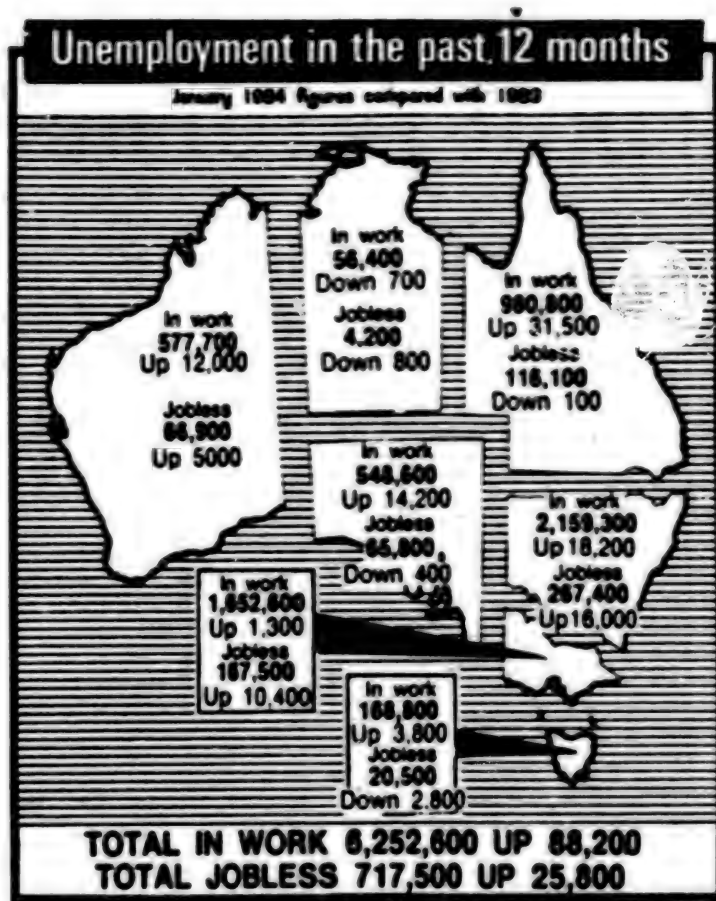 Unemployment in the past 12 months
January 1984 figures compared with 1983
In work
56,400
Down 700
Jobless
4,200
Down 800
In work
980,800
Up 31,500
Jobless
116,100
Down 100
In work
577,700
Up 12,000
Jobless
66,900
Up 5000
In work
548,600
Up 14,200
Jobless
65,800
Down 400
In work
2,159,300
Up 18,200
Jobless
267,400
Up 16,000
In work
1,652,600
Up 1,300
Jobless
167,500
Up 10,400
In work
168,800
Up 3,800
Jobless
20,500
Down 2,800
TOTAL IN WORK 6,252,600 UP 88,200
TOTAL JOBLESS 717,500 UP 25,800